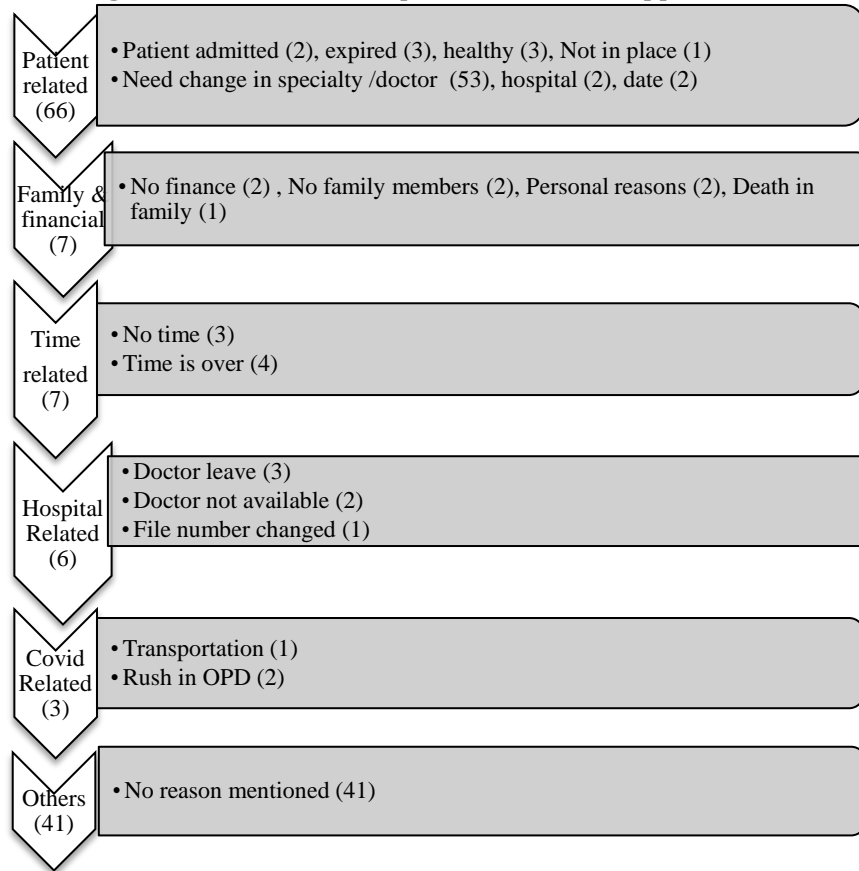 Patient
related
(66)
• Patient admitted (2), expired (3), healthy (3), Not in place (1)
• Need change in specialty /doctor (53), hospital (2), date (2)
Family &
financial
(7)
• No finance (2) , No family members (2), Personal reasons (2), Death in
family (1)
Time
related
(7)
• No time (3)
• Time is over (4)
Hospital
Related
(6)
• Doctor leave (3)
• Doctor not available (2)
• File number changed (1)
Covid
Related
(3)
• Transportation (1)
• Rush in OPD (2)
Others
(41)
• No reason mentioned (41)